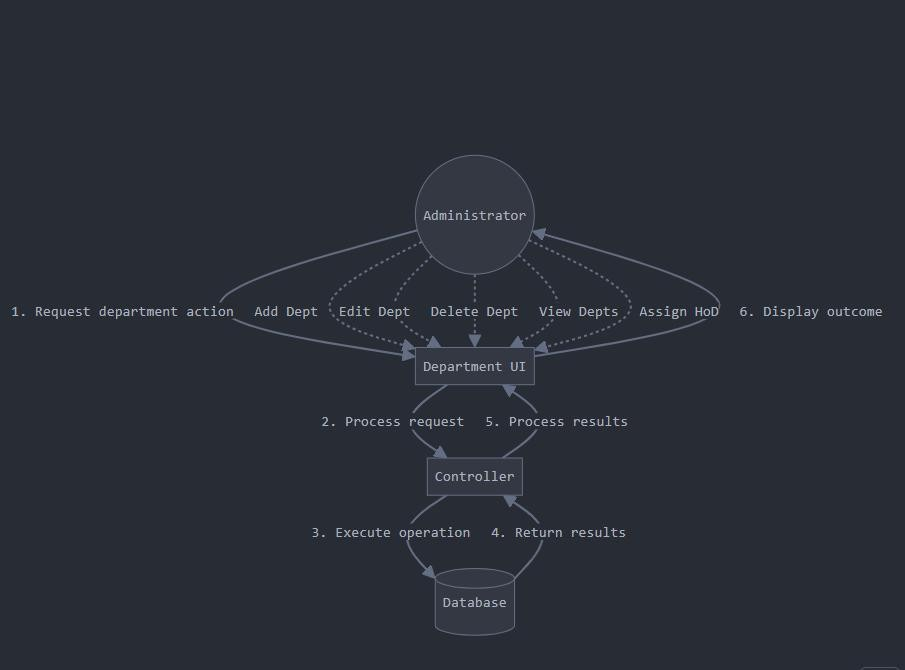 Administrator
1. Request department action
Add Dept
Edit Dept
Delete Dept
View Depts
Assign HoD
6. Display outcome
Department UI
2. Process request
5. Process results
Controller
3. Execute operation
4. Return results
Database